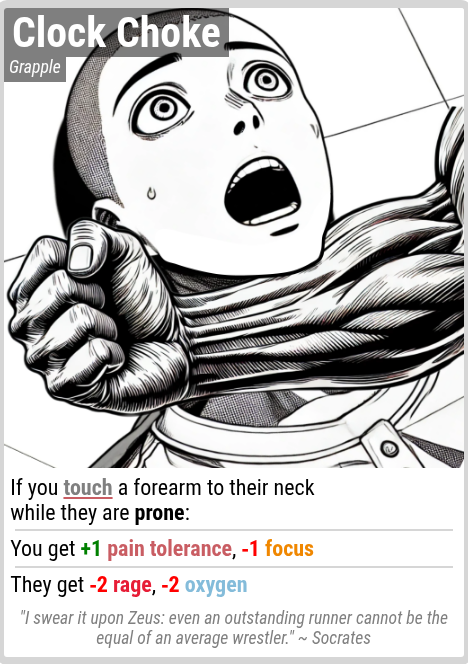 Clock Choke
Grapple
If you touch a forearm to their neck
while they are prone:
You get +1 pain tolerance, -1 focus
They get -2 rage, -2 oxygen
"I swear it upon Zeus: even an outstanding runner cannot be the
equal of an average wrestler." ~ Socrates